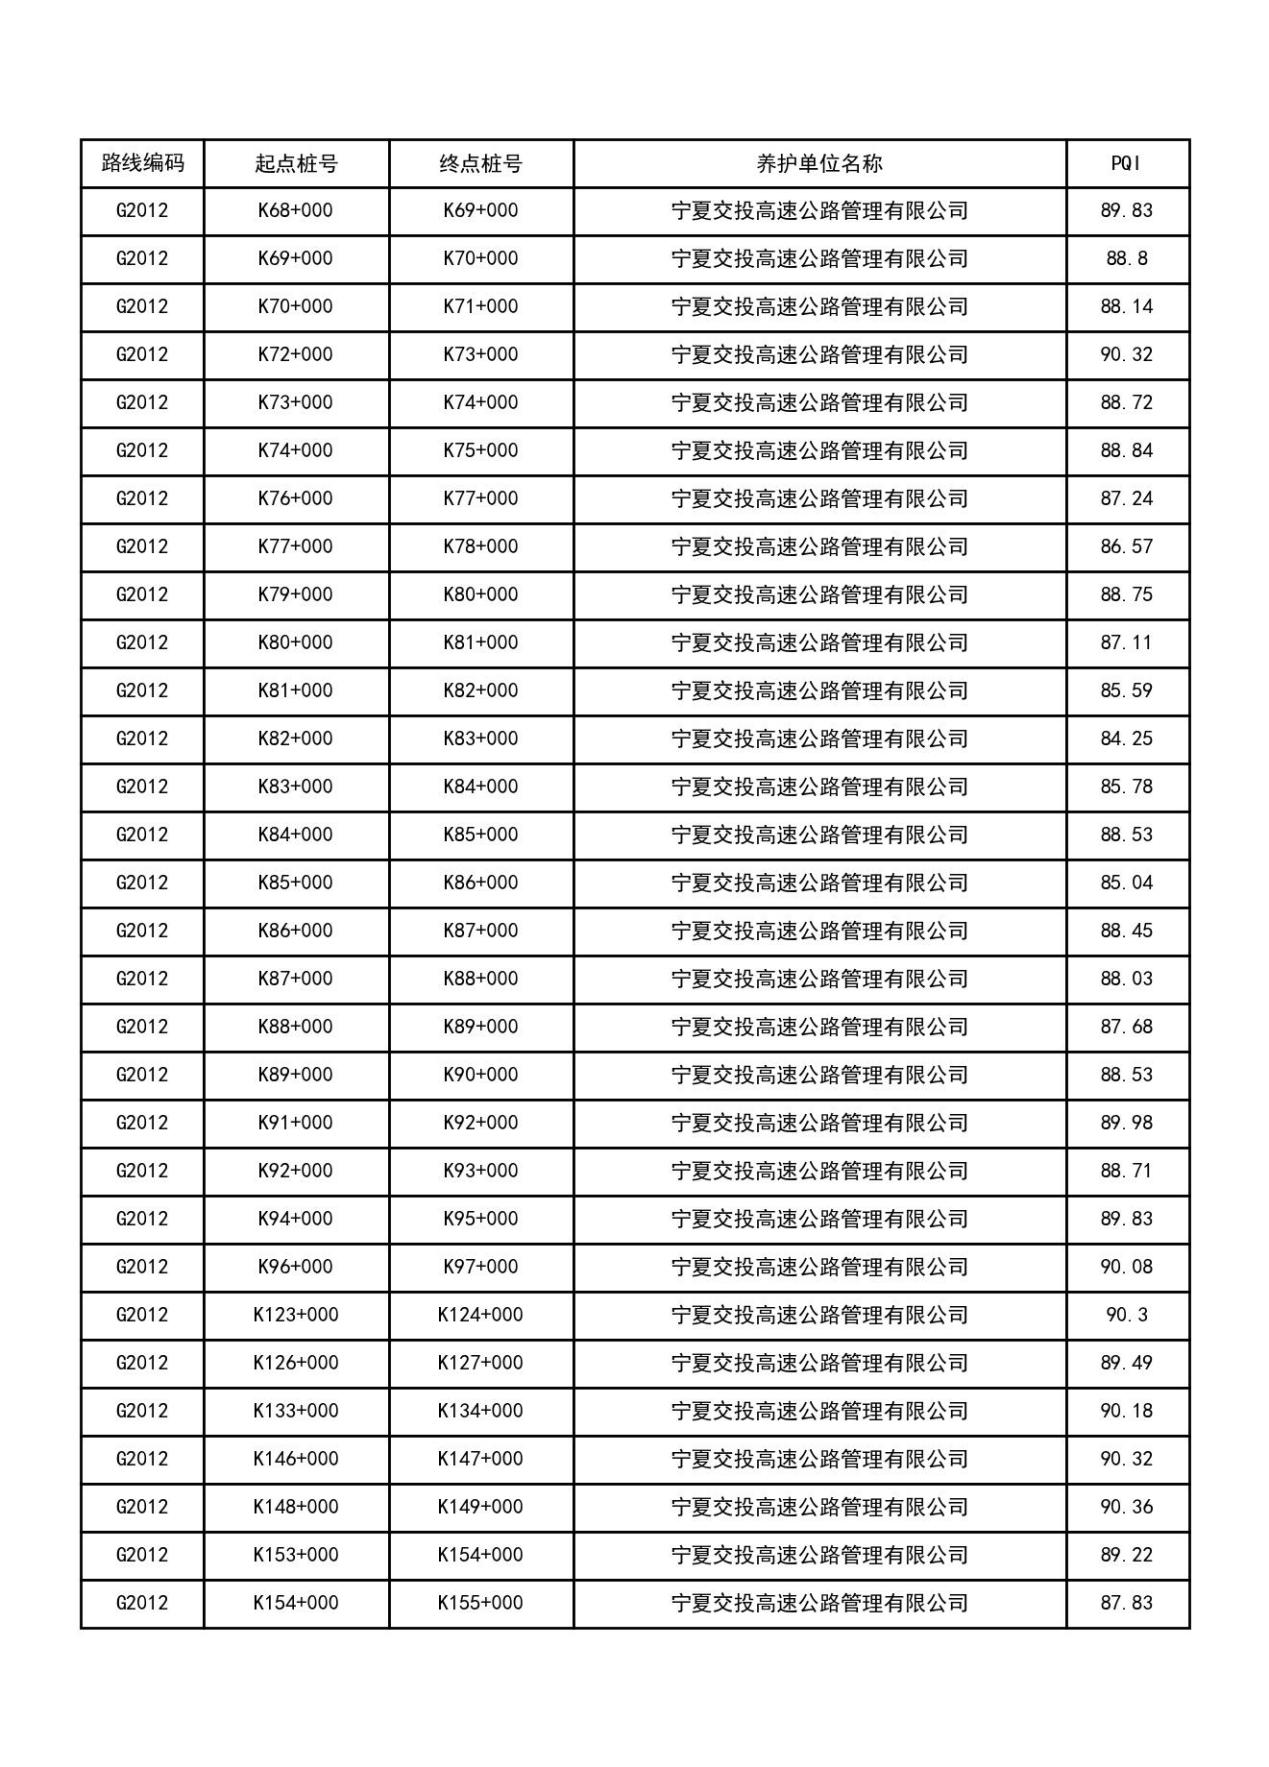 路线编码 起点桩号 终点桩号 养护单位名称 PQI
G2012 K68+000 K69+000 宁夏交投高速公路管理有限公司 89.83
G2012 K69+000 K70+000 宁夏交投高速公路管理有限公司 88.8
G2012 K70+000 K71+000 宁夏交投高速公路管理有限公司 88.14
G2012 K72+000 K73+000 宁夏交投高速公路管理有限公司 90.32
G2012 K73+000 K74+000 宁夏交投高速公路管理有限公司 88.72
G2012 K74+000 K75+000 宁夏交投高速公路管理有限公司 88.84
G2012 K76+000 K77+000 宁夏交投高速公路管理有限公司 87.24
G2012 K77+000 K78+000 宁夏交投高速公路管理有限公司 86.57
G2012 K79+000 K80+000 宁夏交投高速公路管理有限公司 88.75
G2012 K80+000 K81+000 宁夏交投高速公路管理有限公司 87.11
G2012 K81+000 K82+000 宁夏交投高速公路管理有限公司 85.59
G2012 K82+000 K83+000 宁夏交投高速公路管理有限公司 84.25
G2012 K83+000 K84+000 宁夏交投高速公路管理有限公司 85.78
G2012 K84+000 K85+000 宁夏交投高速公路管理有限公司 88.53
G2012 K85+000 K86+000 宁夏交投高速公路管理有限公司 85.04
G2012 K86+000 K87+000 宁夏交投高速公路管理有限公司 88.45
G2012 K87+000 K88+000 宁夏交投高速公路管理有限公司 88.03
G2012 K88+000 K89+000 宁夏交投高速公路管理有限公司 87.68
G2012 K89+000 K90+000 宁夏交投高速公路管理有限公司 88.53
G2012 K91+000 K92+000 宁夏交投高速公路管理有限公司 89.98
G2012 K92+000 K93+000 宁夏交投高速公路管理有限公司 88.71
G2012 K94+000 K95+000 宁夏交投高速公路管理有限公司 89.83
G2012 K96+000 K97+000 宁夏交投高速公路管理有限公司 90.08
G2012 K123+000 K124+000 宁夏交投高速公路管理有限公司 90.3
G2012 K126+000 K127+000 宁夏交投高速公路管理有限公司 89.49
G2012 K133+000 K134+000 宁夏交投高速公路管理有限公司 90.18
G2012 K146+000 K147+000 宁夏交投高速公路管理有限公司 90.32
G2012 K148+000 K149+000 宁夏交投高速公路管理有限公司 90.36
G2012 K153+000 K154+000 宁夏交投高速公路管理有限公司 89.22
G2012 K154+000 K155+000 宁夏交投高速公路管理有限公司 87.83